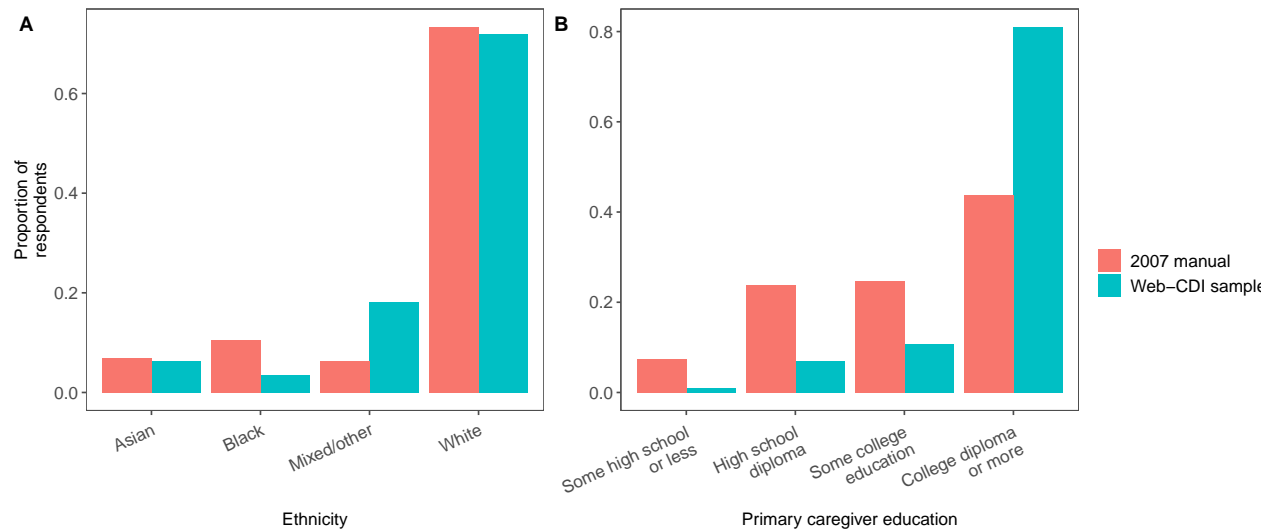 A
Proportion of
respondents
0.6
0.4
0.2
0.0
Asian
Black
Mixed/other
White
Ethnicity
B
0.8
0.6
0.4
0.2
0.0
Some high school
or less
High school
diploma
Some college
education
College diploma
or more
Primary caregiver education
2007 manual
Web−CDI sample